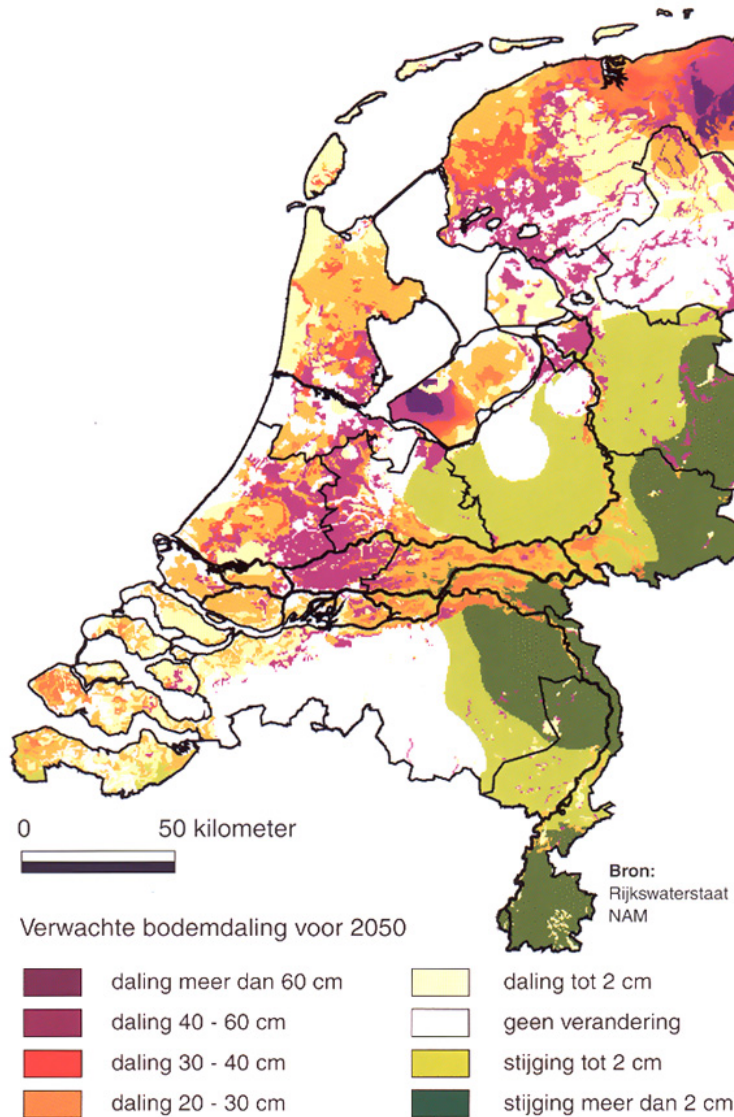 0 50 kilometer
Bron:
Rijkswaterstaat
NAM
Verwachte bodemdaling voor 2050
daling meer dan 60 cm
daling 40 - 60 cm
daling 30 - 40 cm
daling 20 - 30 cm
daling tot 2 cm
geen verandering
stijging tot 2 cm
stijging meer dan 2 cm